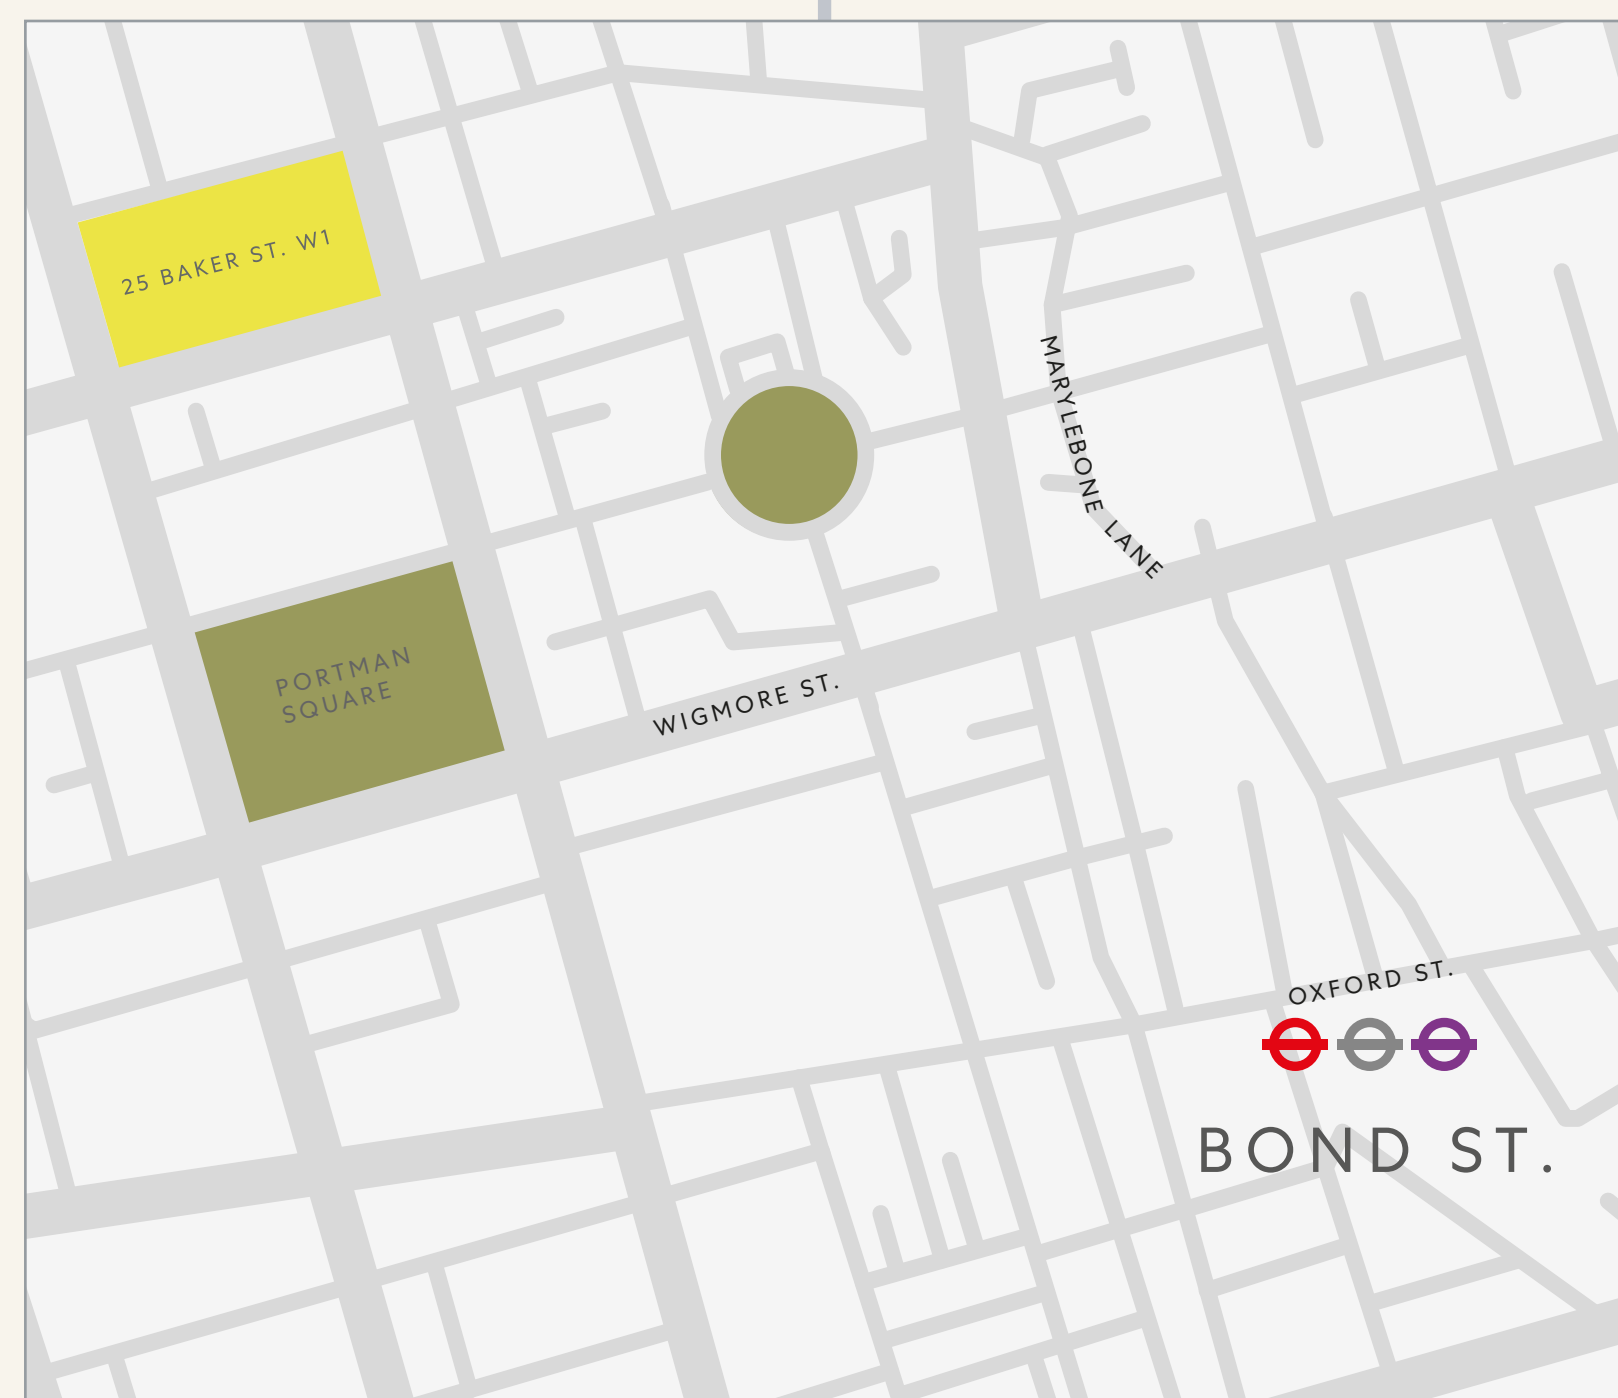 25 BAKER ST. W1
MARYLEBONE LANE
PORTMAN
SQUARE
WIGMORE ST.
OXFORD ST.
BOND ST.